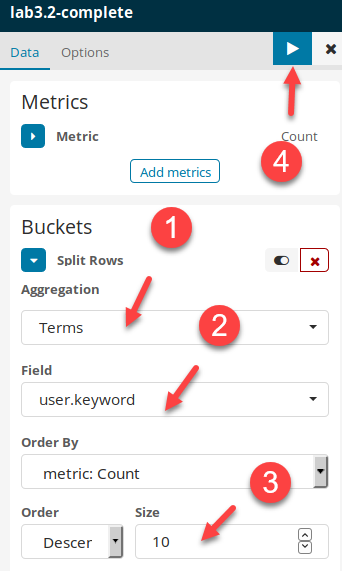 lab3.2-complete
Data Options
Metrics
Metric Count
4
Add metrics
Buckets
1
Split Rows
Aggregation
Terms
2
Field
user.keyword
Order By
metric: Count
3
Order Size
Descer 10